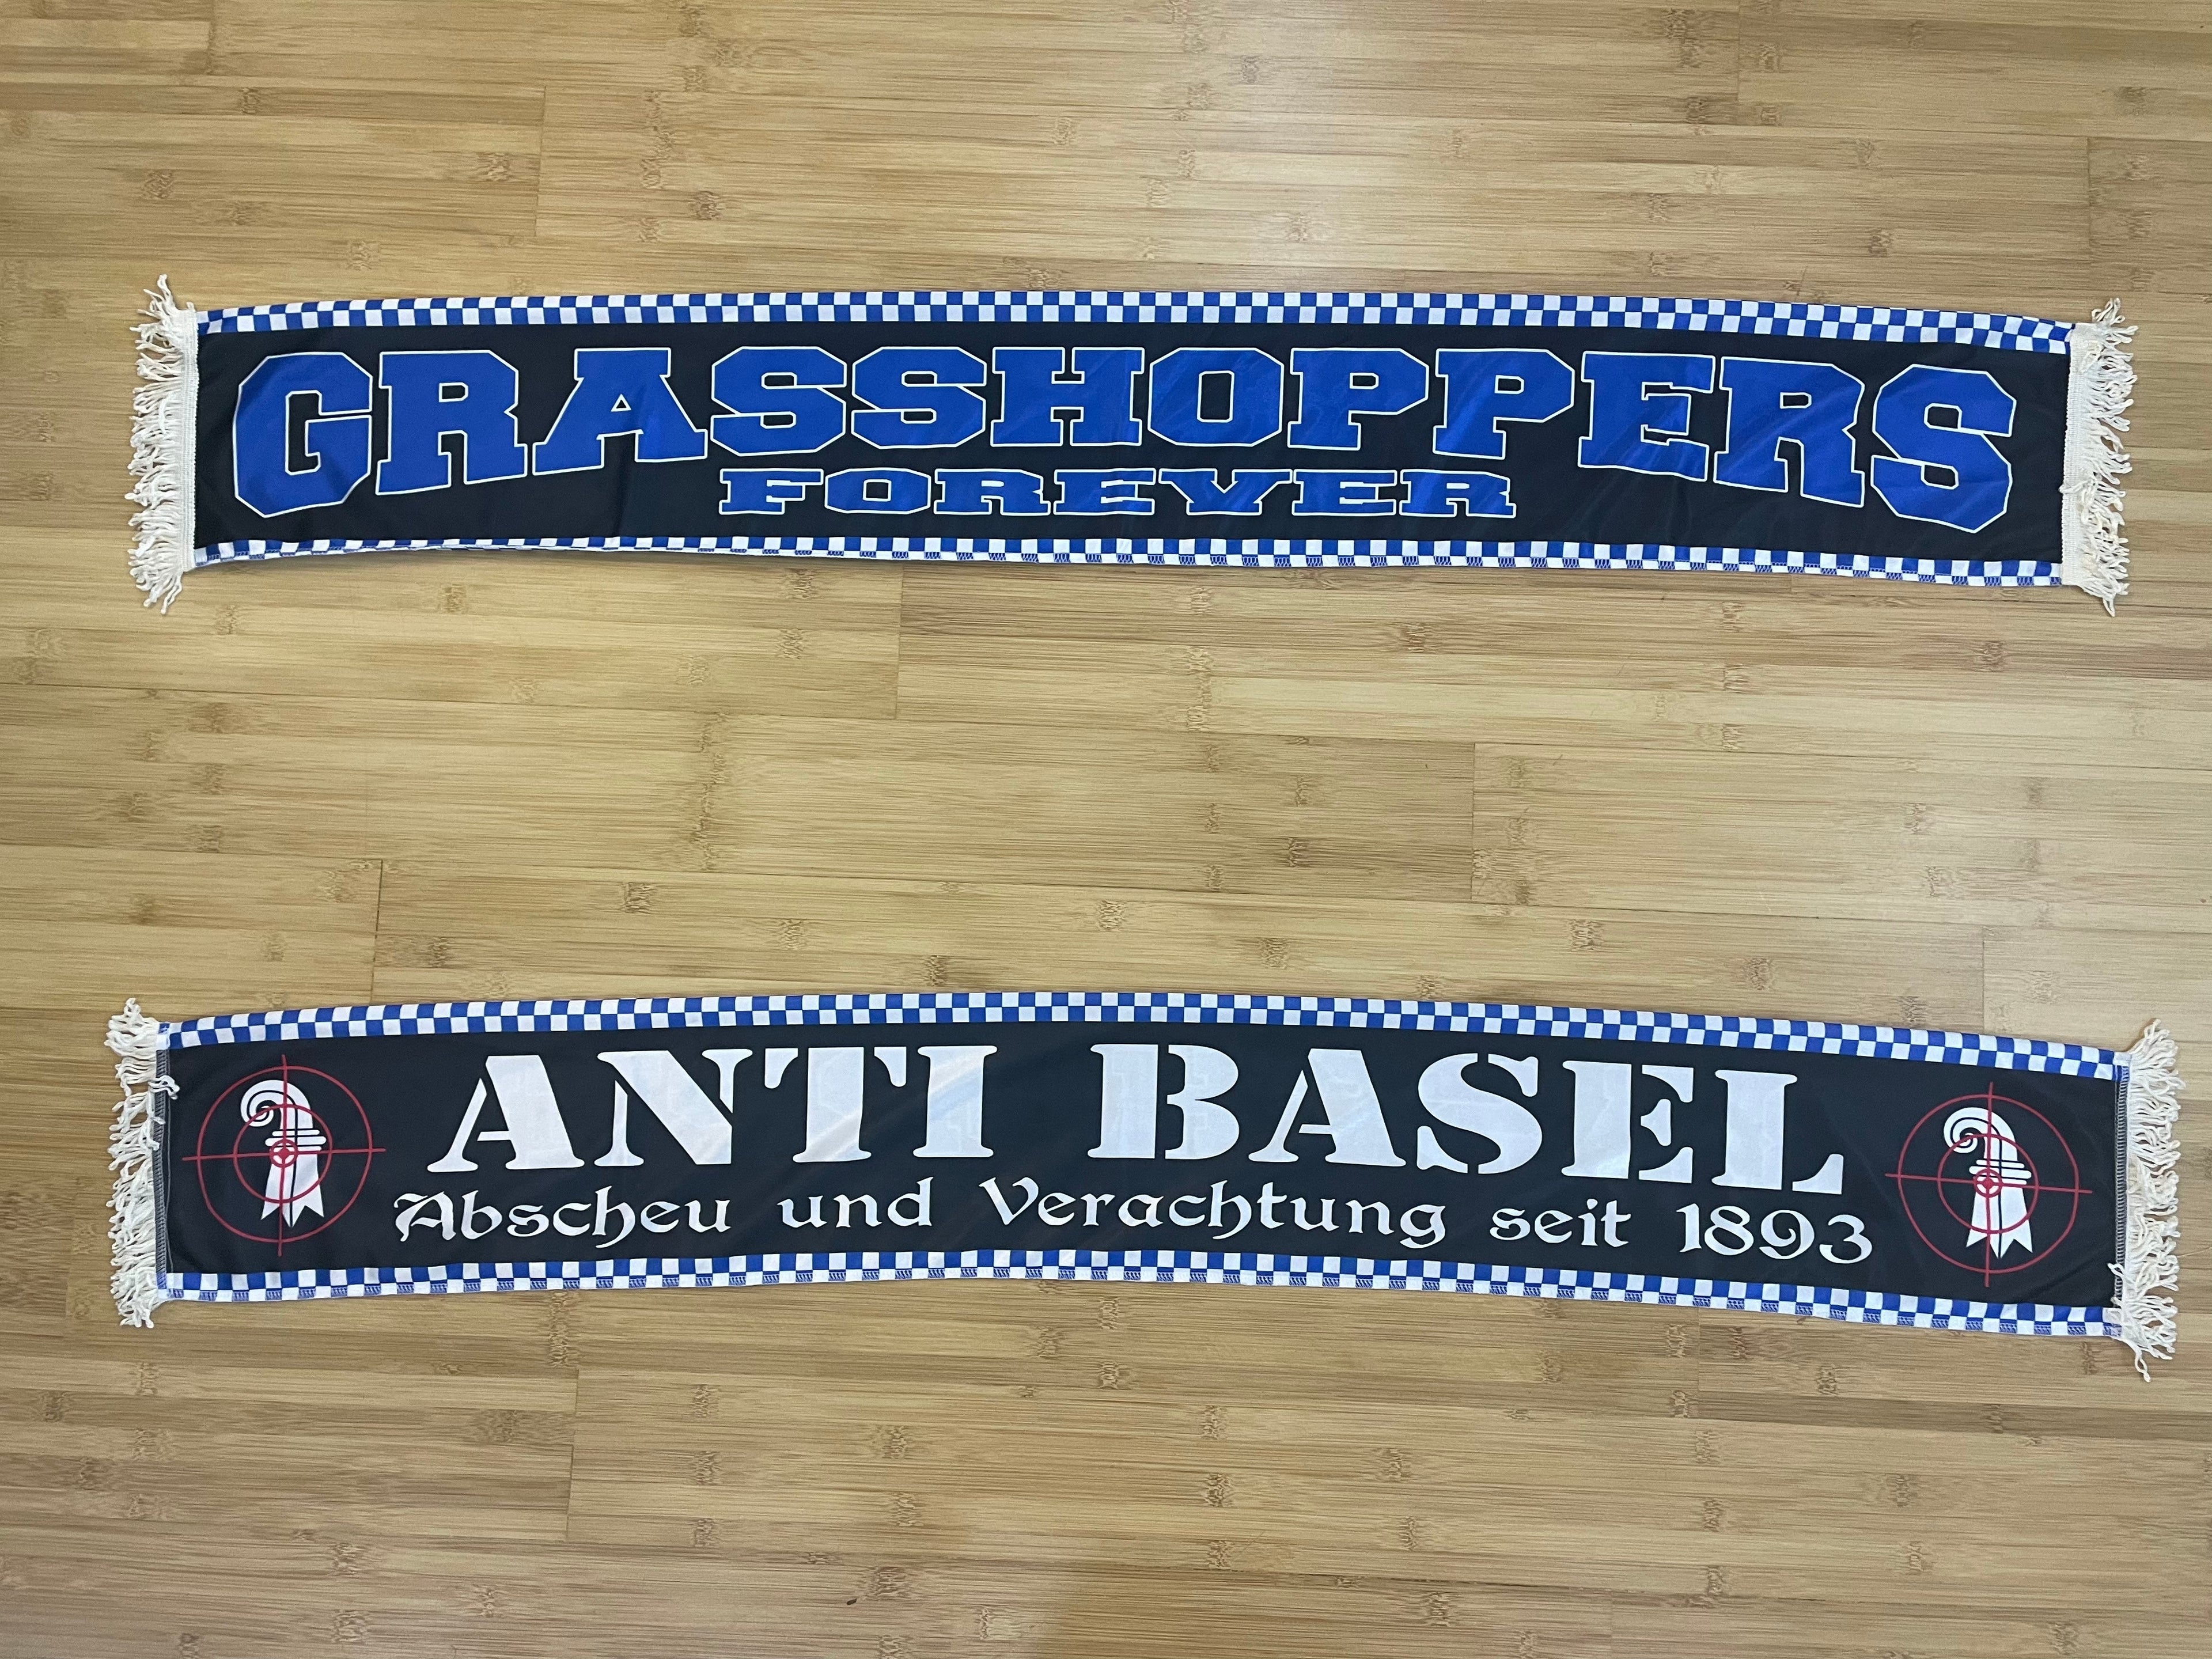 GRASSHOPPERS
FOREVER
ANTI BASEL
Abscheu und Verachtung seit 1893